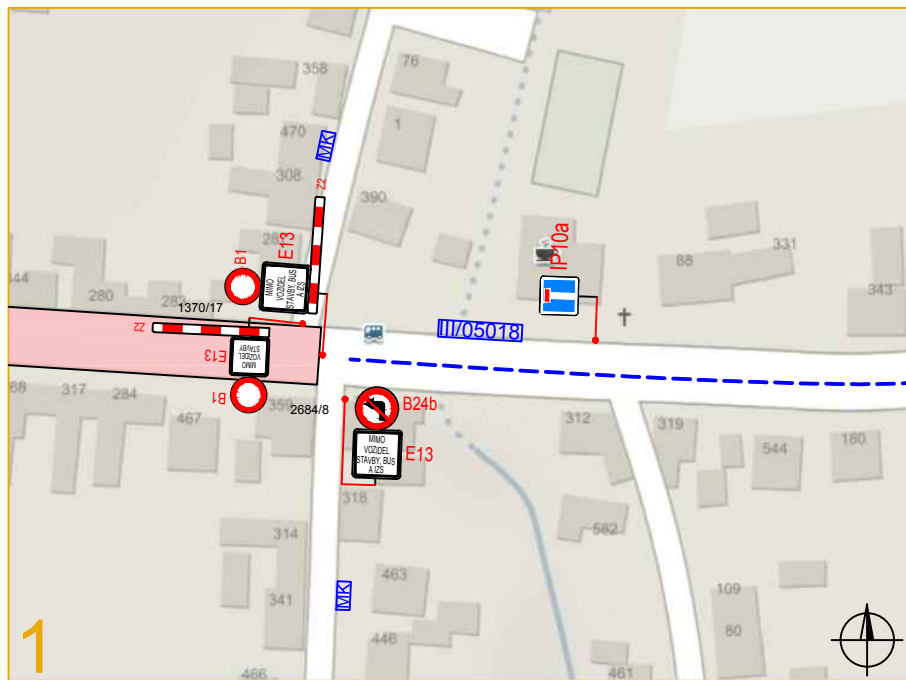 358
76
470
1
MK
308
Z2
390
IP10a
B1
E13
MIMO
VOZIDEL
STAVBY, BUS
A IZS
88
331
343
344
280
282
1370/17
Z2
III/05018
E13
MIMO
VOZIDEL
STAVBY
B1
317
284
467
359
2684/8
B24b
MIMO
VOZIDEL
STAVBY, BUS
A IZS
E13
312
319
544
180
318
314
582
MK
463
341
109
80
446
461
466
1